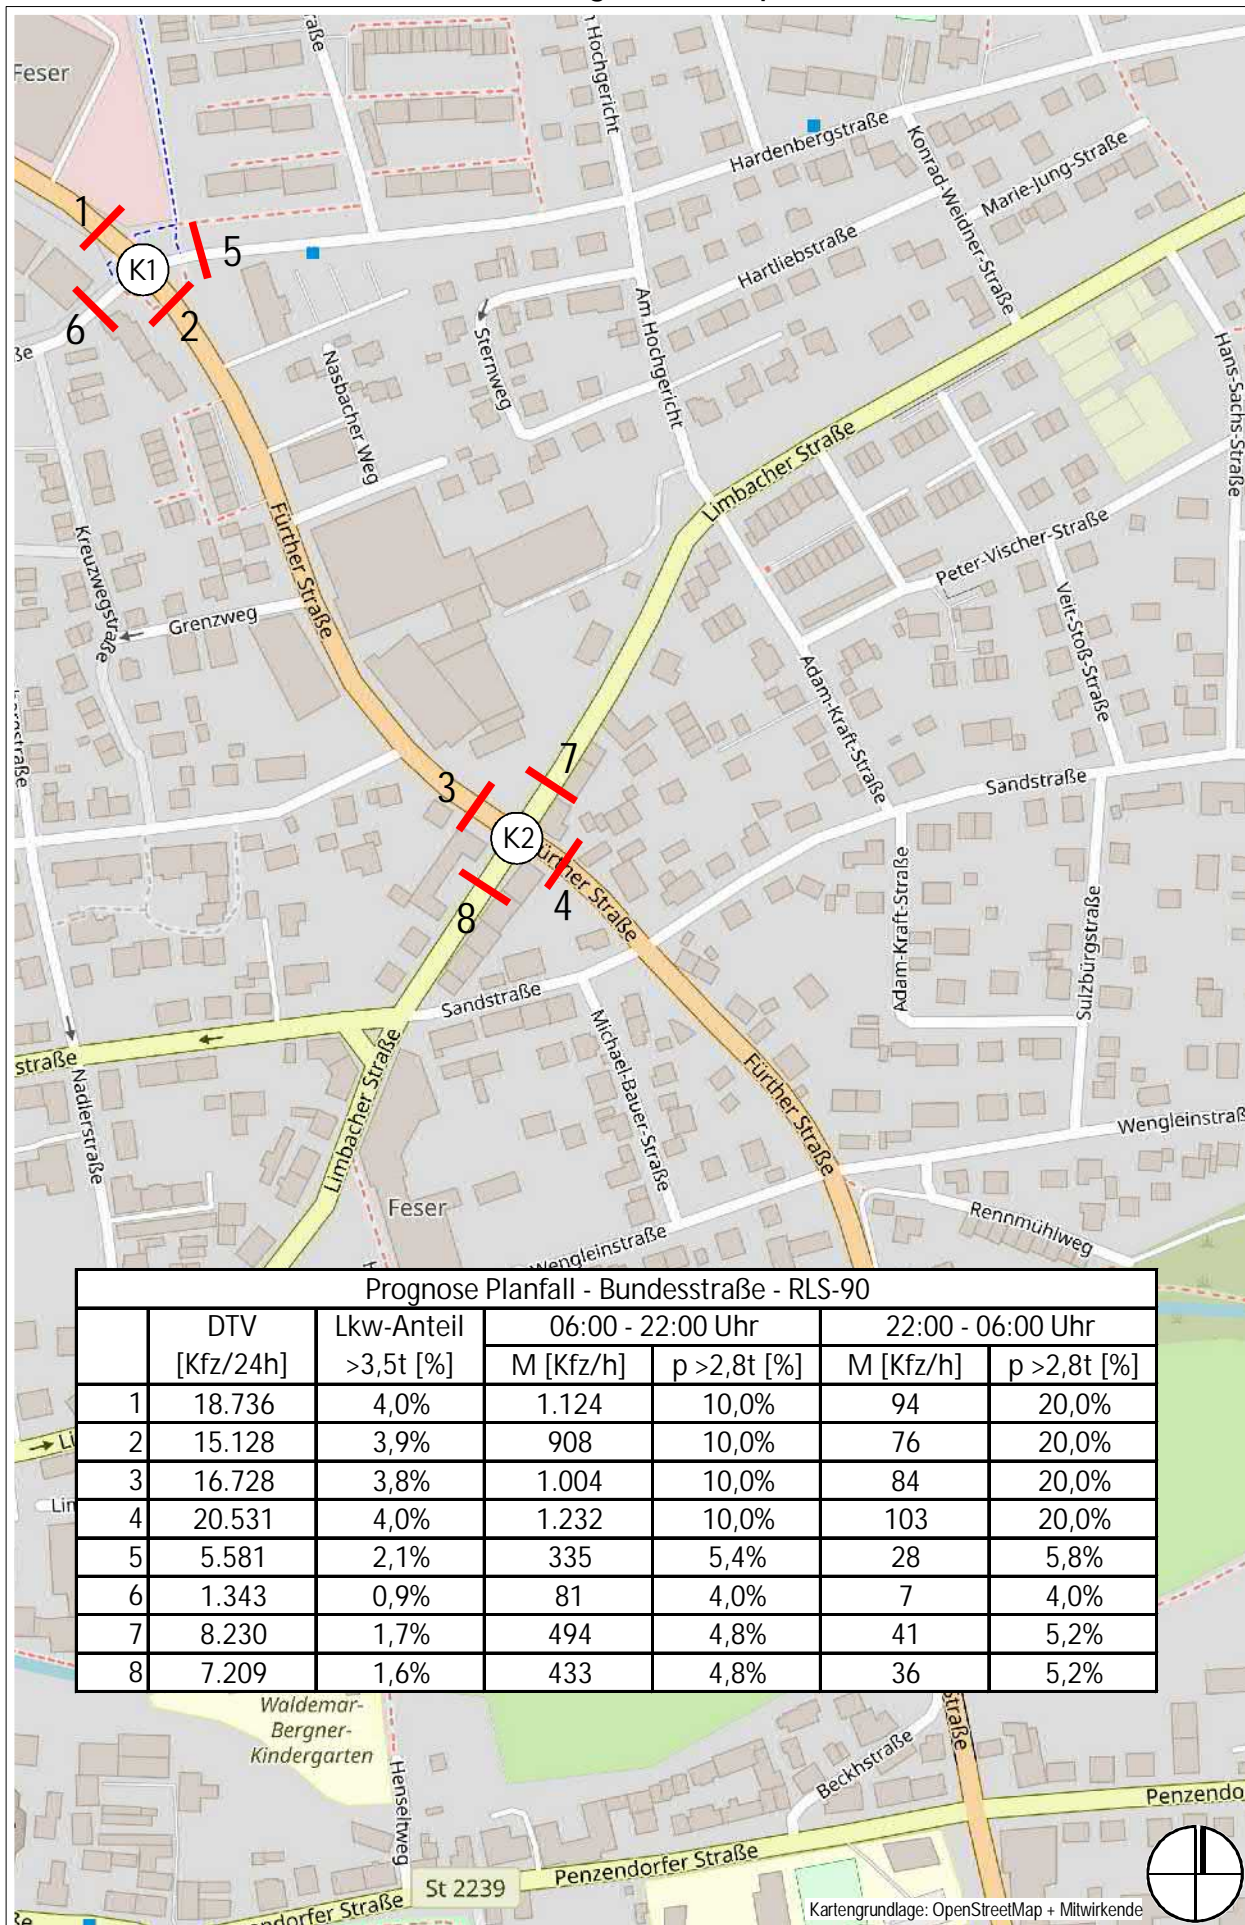 Feser
Am Hochgericht
Hardenbergstraße
Konrad-Weidner-Straße
Marie-Jung-Straße
1
5
K1
6
2
Hartliebstraße
Am Hochgericht
Sternweg
Nasbacher Weg
Hans-Sachs-Straße
Limbacher Straße
Fürther Straße
Kreuzwegstraße
Grenzweg
Peter-Vischer-Straße
Veit-Stoß-Straße
Adam-Kraft-Straße
Sandstraße
7
3
K2
8
4
Fürther Straße
Adam-Kraft-Straße
Sulzbürgstraße
Sandstraße
Michael-Bauer-Straße
straße
Nadlerstraße
Limbacher Straße
Fürther Straße
Wengleinstraß
Feser
Rennmühlweg
Wengleinstraße
Prognose Planfall - Bundesstraße - RLS-90
DTV Lkw-Anteil 06:00 - 22:00 Uhr 22:00 - 06:00 Uhr
[Kfz/24h] >3,5t [%] M [Kfz/h] p >2,8t [%] M [Kfz/h] p >2,8t [%]
1 18.736 4,0% 1.124 10,0% 94 20,0%
2 15.128 3,9% 908 10,0% 76 20,0%
3 16.728 3,8% 1.004 10,0% 84 20,0%
4 20.531 4,0% 1.232 10,0% 103 20,0%
5 5.581 2,1% 335 5,4% 28 5,8%
6 1.343 0,9% 81 4,0% 7 4,0%
7 8.230 1,7% 494 4,8% 41 5,2%
8 7.209 1,6% 433 4,8% 36 5,2%
Waldemar-
Bergner-
Kindergarten
Henseltweg
Beckhstraße
Straße
Penzendo
Penzendorfer Straße
St 2239
ndorfer Straße
Kartengrundlage: OpenStreetMap + Mitwirkende